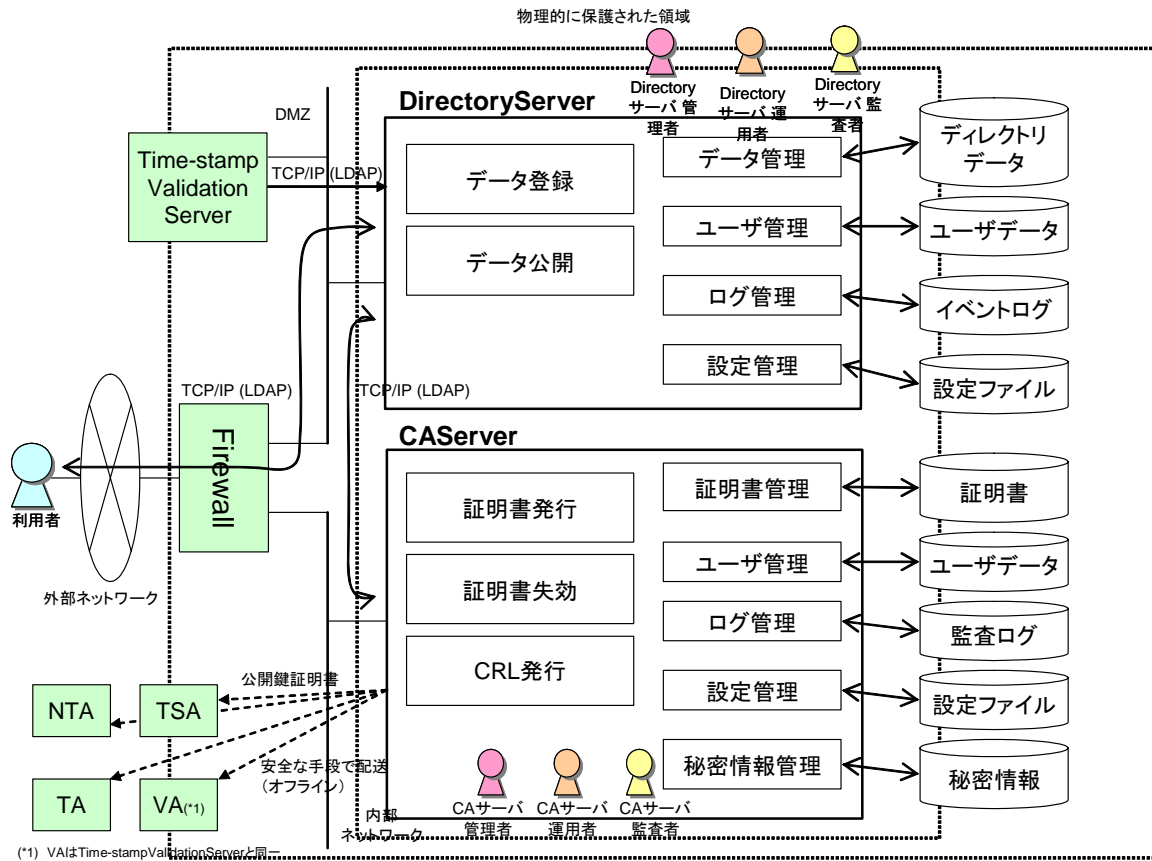 物理的に保護された領域
Directory
サーバ 管
理者
Directory
サーバ 運
用者
Directory
サーバ 監
査者
DirectoryServer
DMZ
Time-stamp
Validation
Server
TCP/IP (LDAP)
データ登録
データ公開
データ管理
ユーザ管理
ログ管理
設定管理
ディレクトリ
データ
ユーザデータ
イベントログ
設定ファイル
TCP/IP (LDAP)
TCP/IP (LDAP)
Firewall
利用者
外部ネットワーク
CAServer
証明書発行
証明書失効
CRL発行
証明書管理
ユーザ管理
ログ管理
設定管理
秘密情報管理
証明書
ユーザデータ
監査ログ
設定ファイル
秘密情報
公開鍵証明書
NTA
TSA
安全な手段で配送
(オフライン)
TA
VA(*1)
内部
ネットワーク
CAサーバ
管理者
CAサーバ
運用者
CAサーバ
監査者
(*1) VAはTime-stampValidationServerと同一